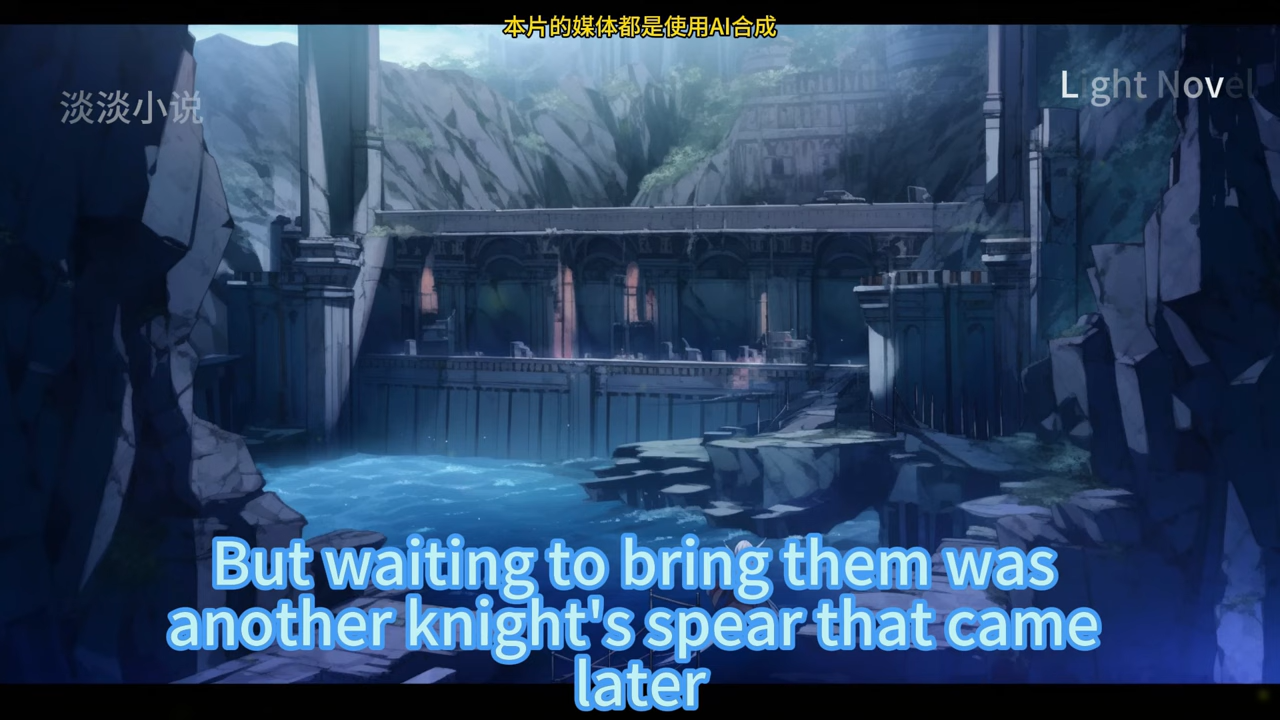 本片的媒体都是使用AI合成
淡淡小说
Light Novel
But waiting to bring them was
another knight's spear that came
later